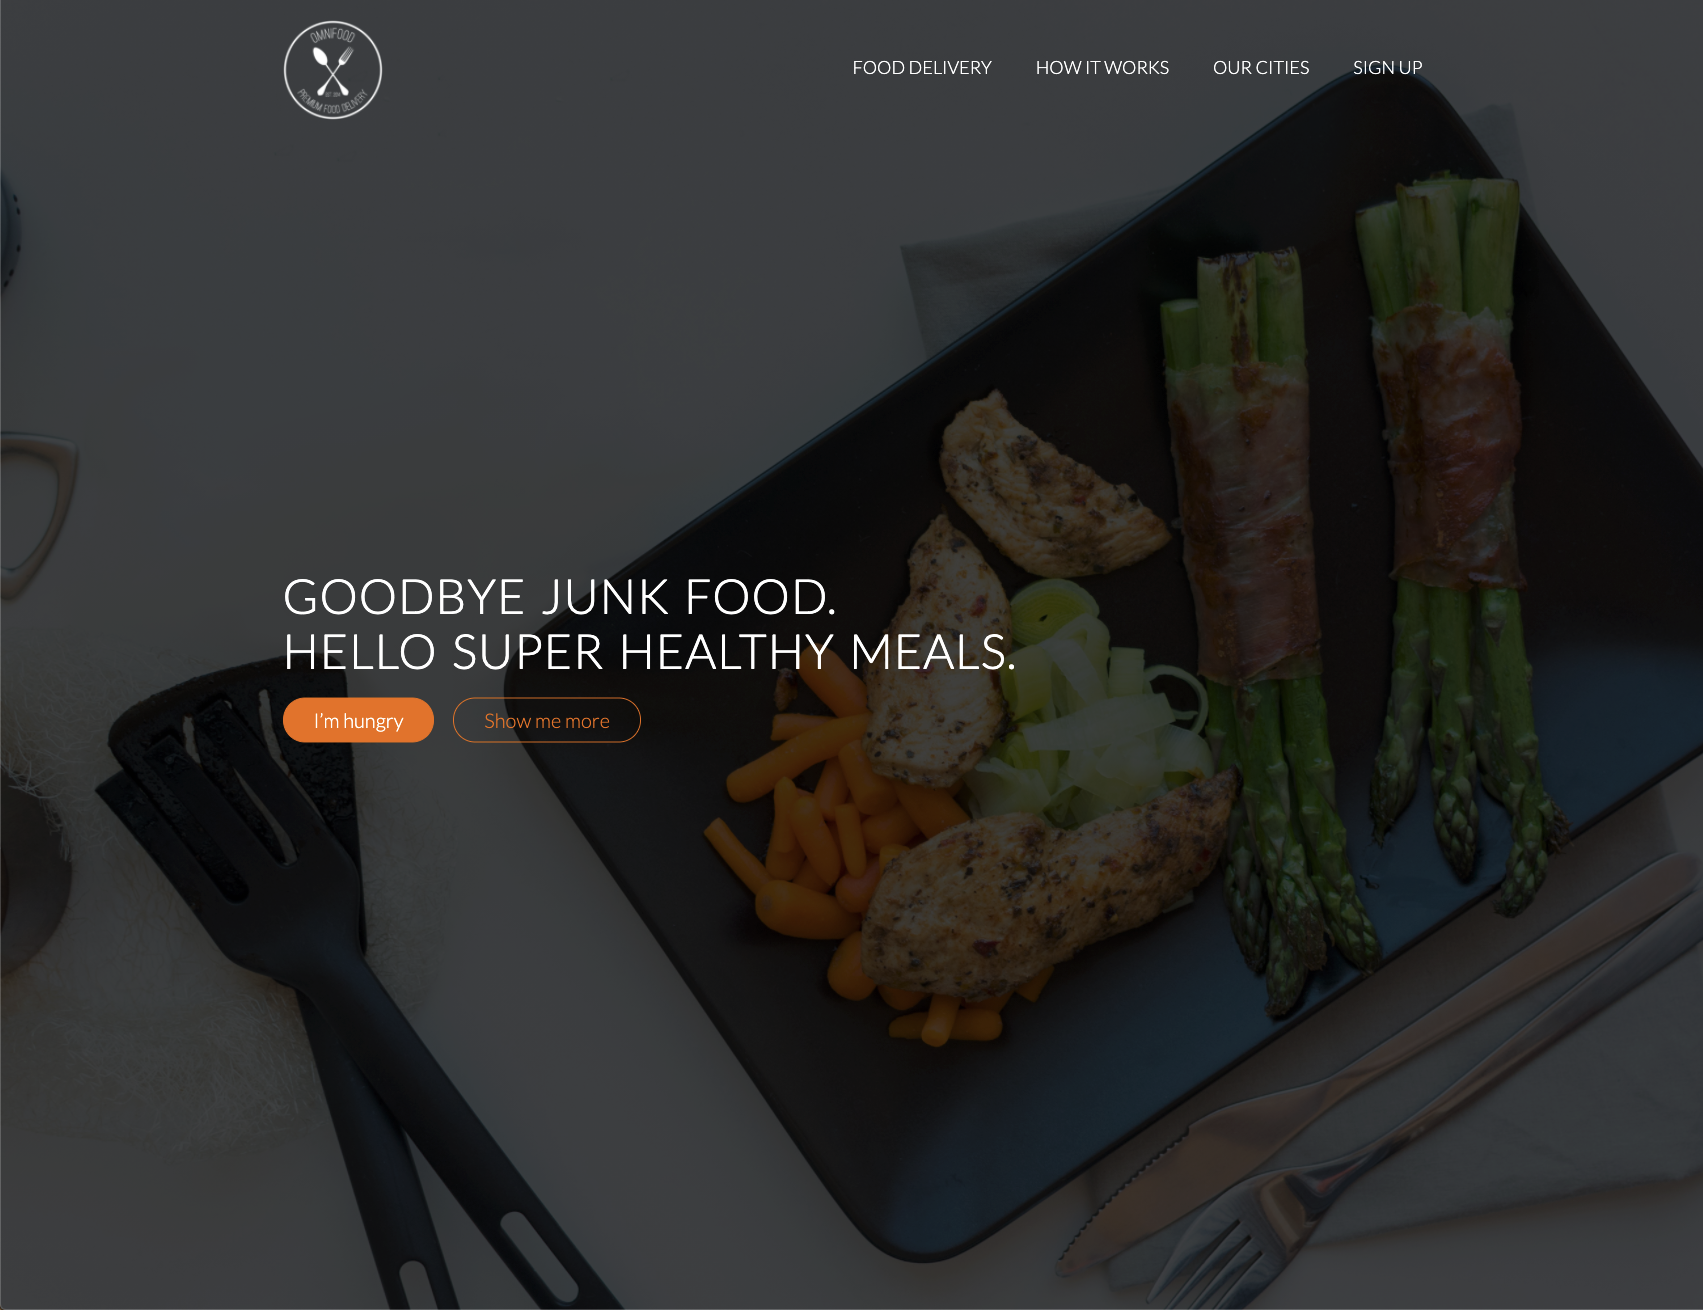 OMNIFOOD
EST 2014
PREMIUM FOOD DELIVERY
FOOD DELIVERY HOW IT WORKS OUR CITIES SIGN UP
GOODBYE JUNK FOOD.
HELLO SUPER HEALTHY MEALS.
I'm hungry Show me more